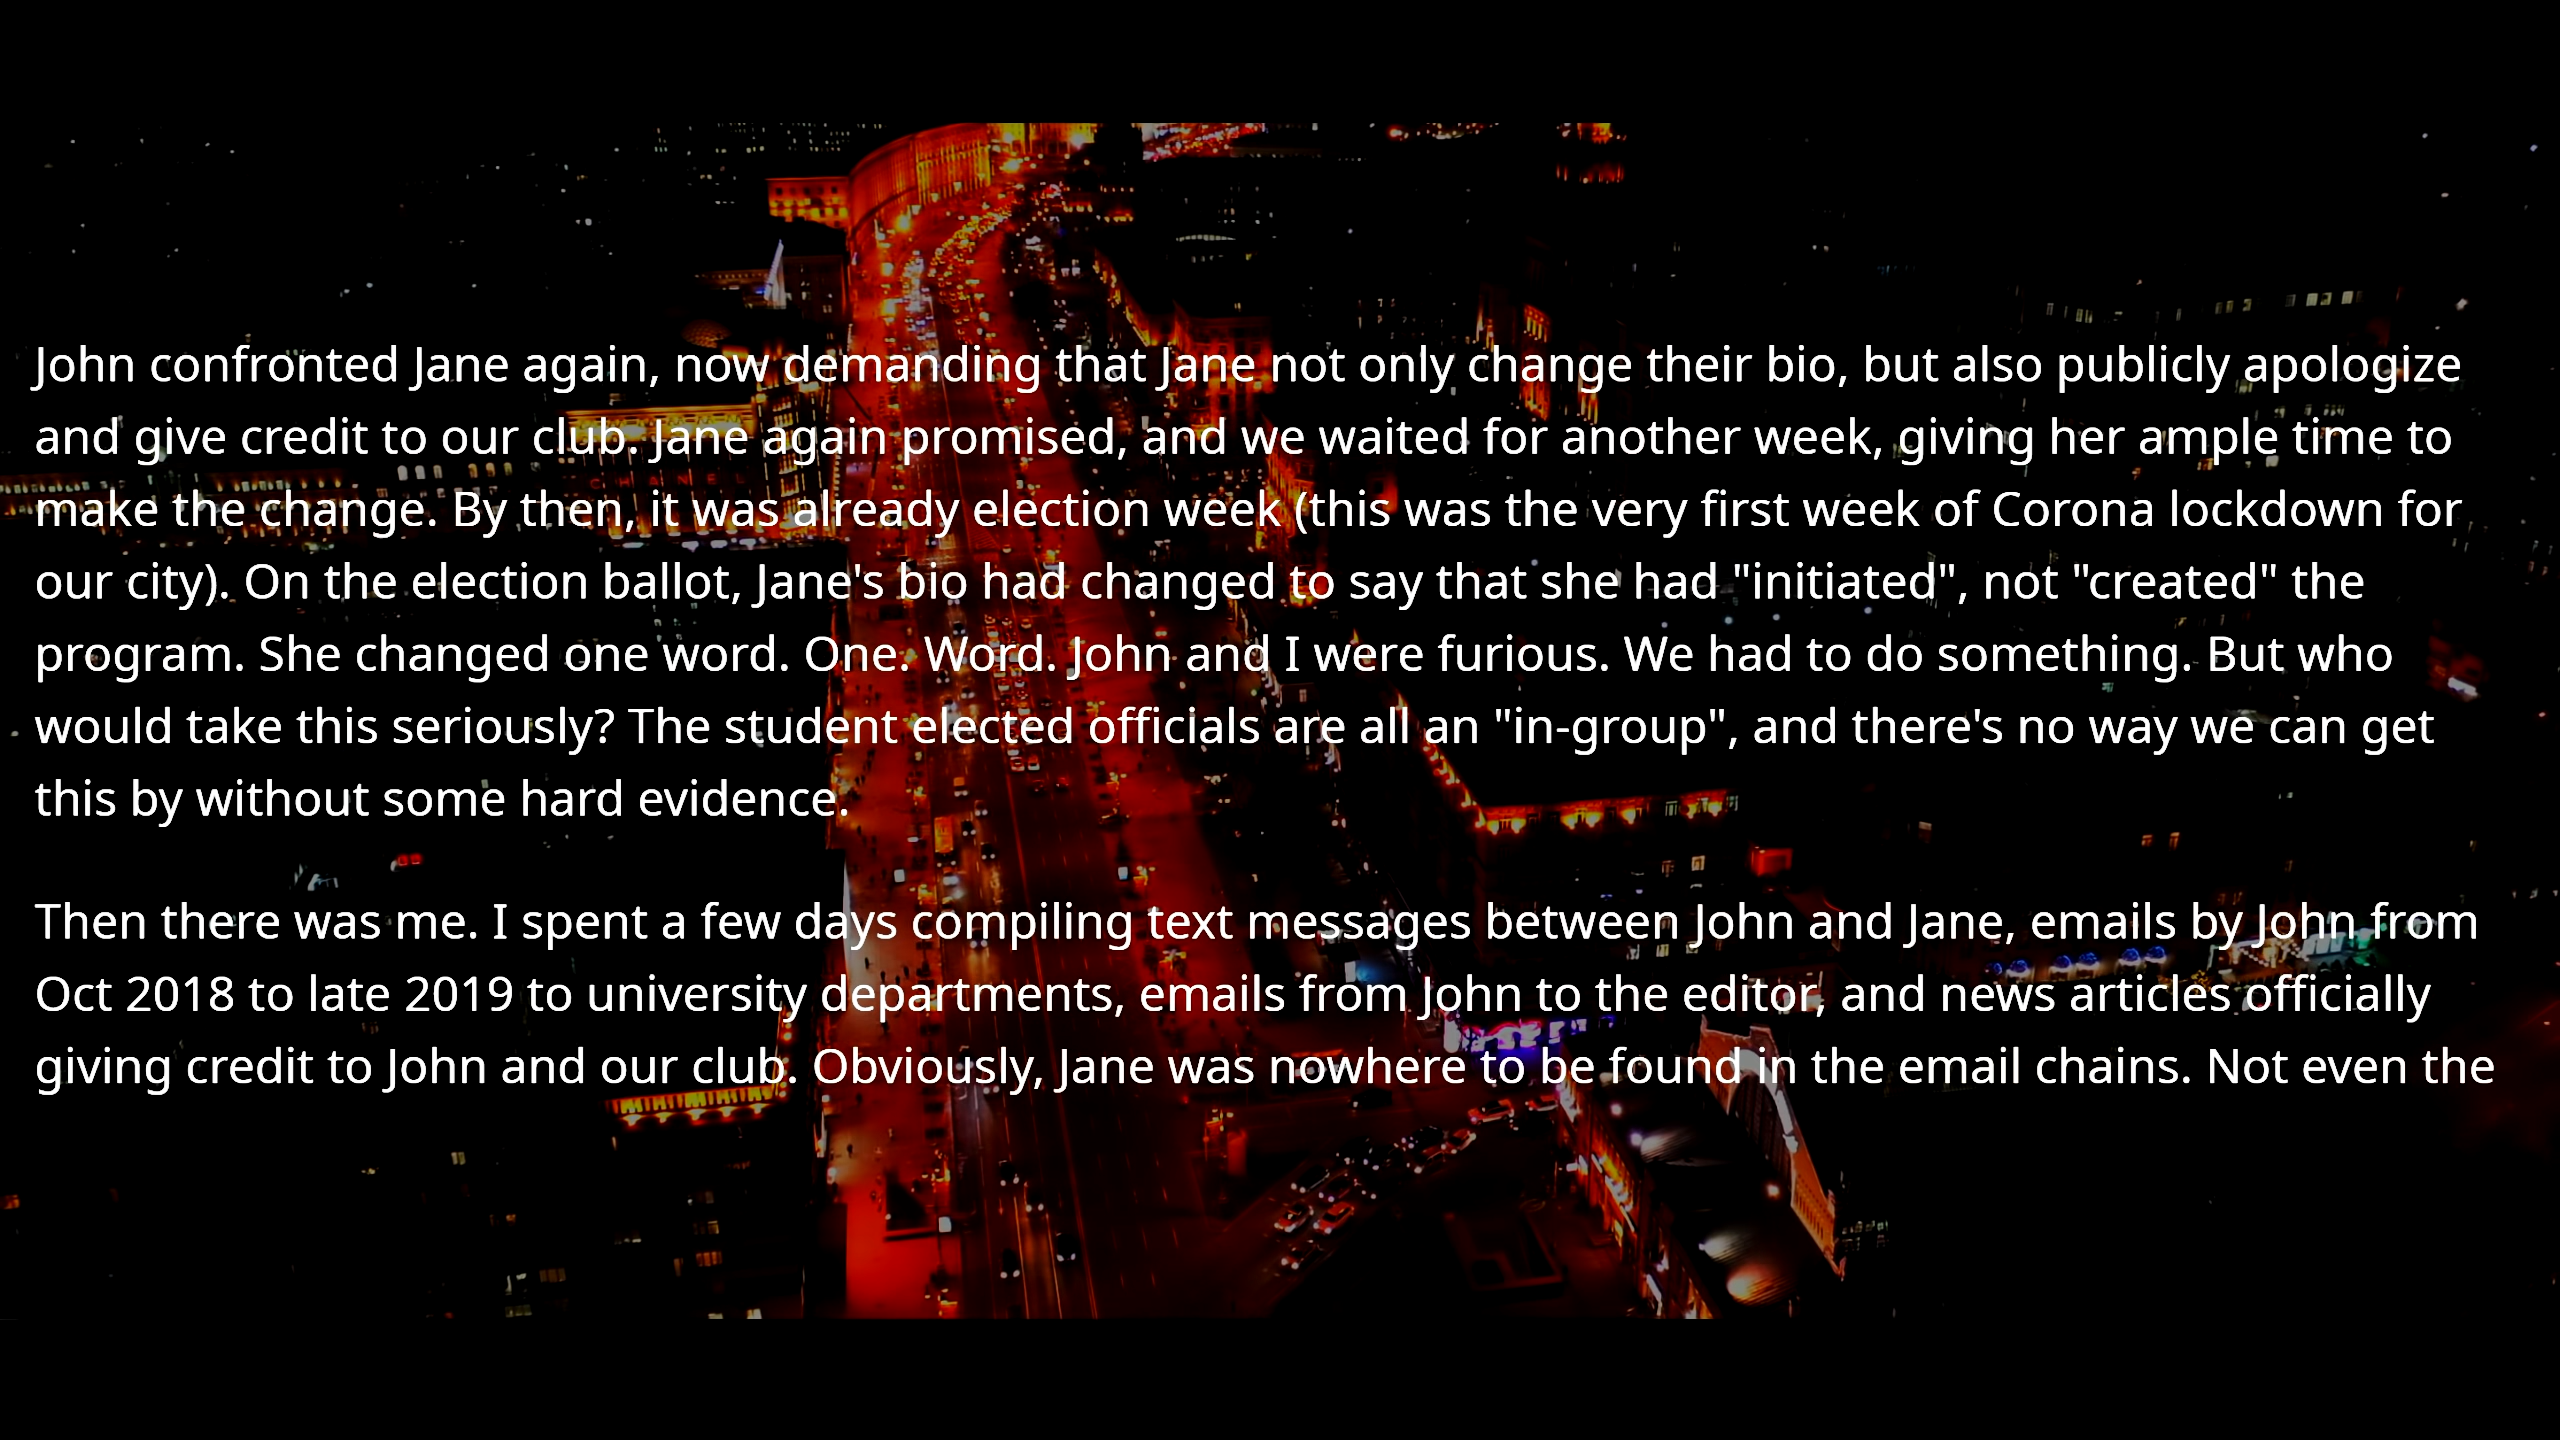 John confronted Jane again, now demanding that Jane not only change their bio, but also publicly apologize
and give credit to our club. Jane again promised, and we waited for another week, giving her ample time to
CHANEL
make the change. By then, it was already election week (this was the very first week of Corona lockdown for
our city). On the election ballot, Jane's bio had changed to say that she had "initiated", not "created" the
program. She changed one word. One. Word. John and I were furious. We had to do something. But who
would take this seriously? The student elected officials are all an "in-group", and there's no way we can get
this by without some hard evidence.
Then there was me. I spent a few days compiling text messages between John and Jane, emails by John from
Oct 2018 to late 2019 to university departments, emails from John to the editor, and news articles officially
giving credit to John and our club. Obviously, Jane was nowhere to be found in the email chains. Not even the